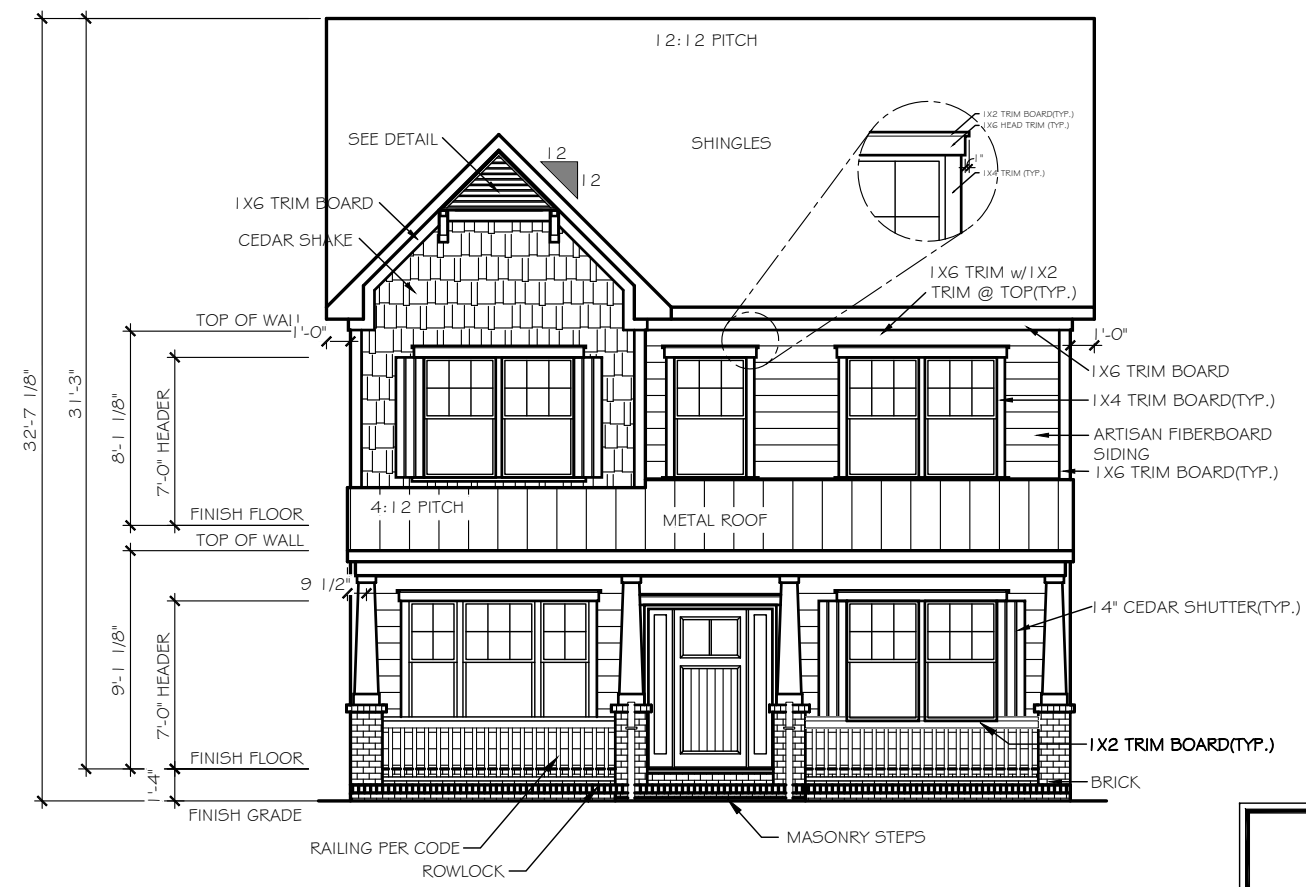 12:12 PITCH
1X2 TRIM BOARD(TYP.)
1X6 HEAD TRIM (TYP.)
SEE DETAIL
SHINGLES
12
12
1"
1X4 TRIM (TYP.)
1X6 TRIM BOARD
CEDAR SHAKE
1X6 TRIM w/1X2
TRIM @ TOP(TYP.)
TOP OF WALL
1'-0"
1'-0"
1X6 TRIM BOARD
1X4 TRIM BOARD(TYP.)
32'-7 1/8"
31'-3"
8'-1 1/8"
7'-0" HEADER
ARTISAN FIBERBOARD
SIDING
1X6 TRIM BOARD(TYP.)
4:12 PITCH
FINISH FLOOR
METAL ROOF
TOP OF WALL
9 1/2"
14" CEDAR SHUTTER(TYP.)
9'-1 1/8"
7'-0" HEADER
1X2 TRIM BOARD(TYP.)
FINISH FLOOR
BRICK
1'-4"
FINISH GRADE
MASONRY STEPS
RAILING PER CODE
ROWLOCK